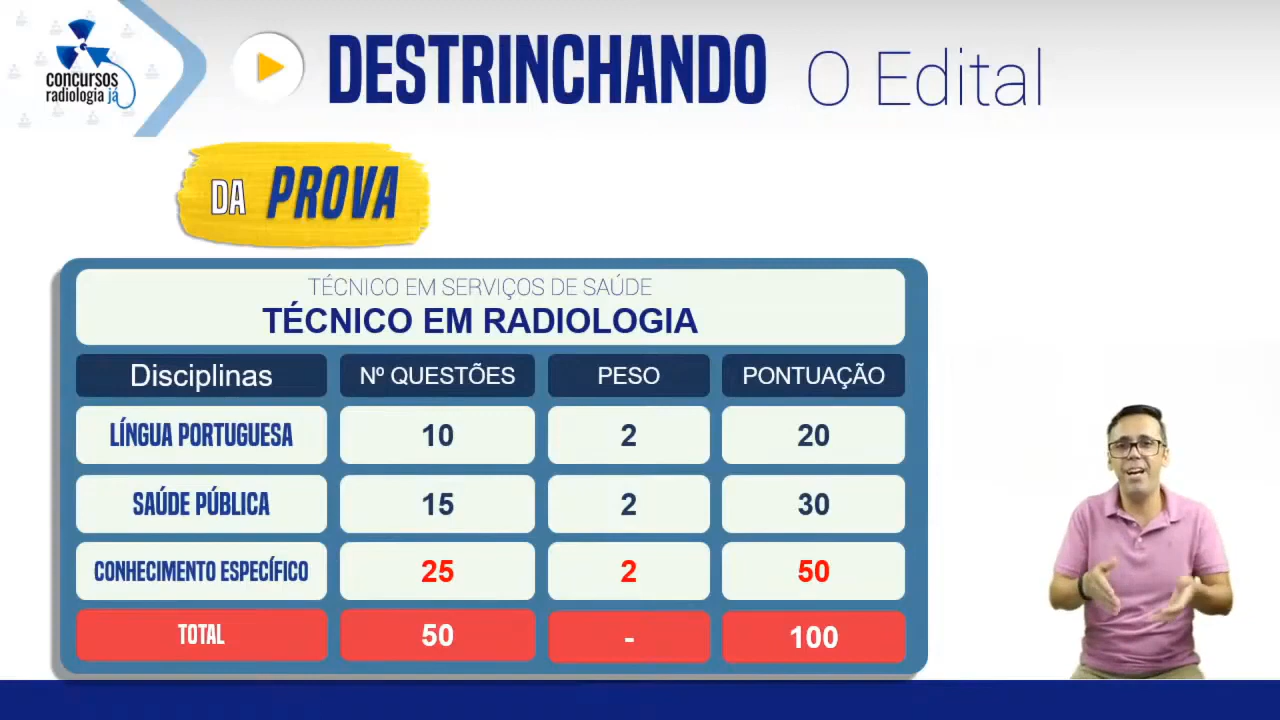 concursos
radiologia já
DESTRINCHANDO O Edital
DA PROVA
TÉCNICO EM SERVIÇOS DE SAÚDE
TÉCNICO EM RADIOLOGIA
Disciplinas Nº QUESTÕES PESO PONTUAÇÃO
LÍNGUA PORTUGUESA 10 2 20
SAÚDE PÚBLICA 15 2 30
CONHECIMENTO ESPECÍFICO 25 2 50
TOTAL 50 - 100